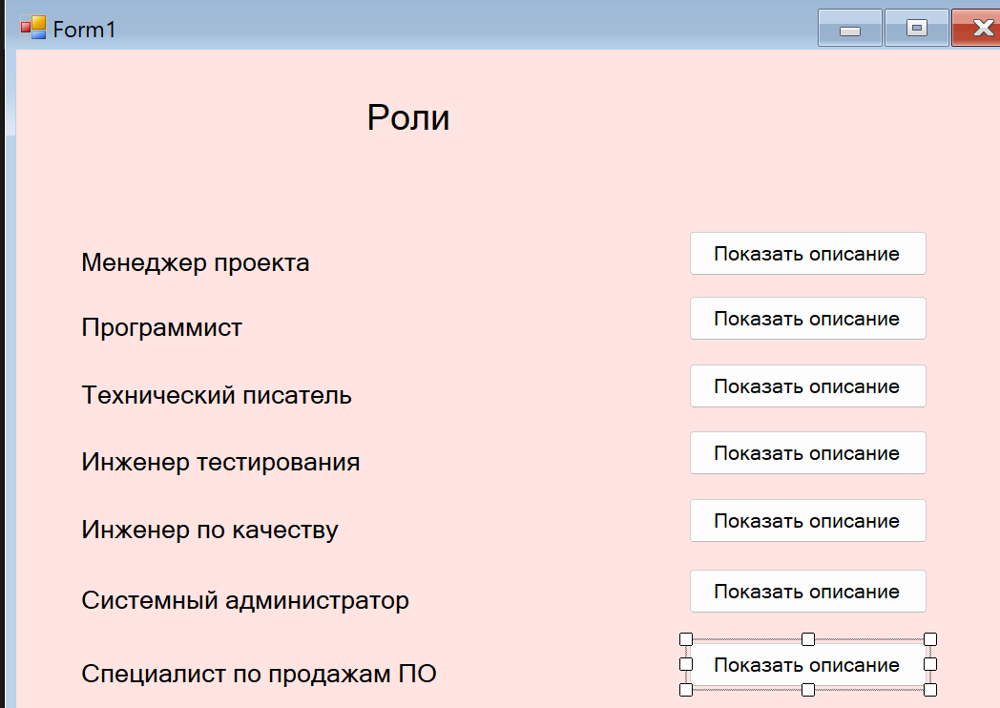 Form1
Роли
Менеджер проекта Показать описание
Программист Показать описание
Технический писатель Показать описание
Инженер тестирования Показать описание
Инженер по качеству Показать описание
Системный администратор Показать описание
Специалист по продажам ПО Показать описание